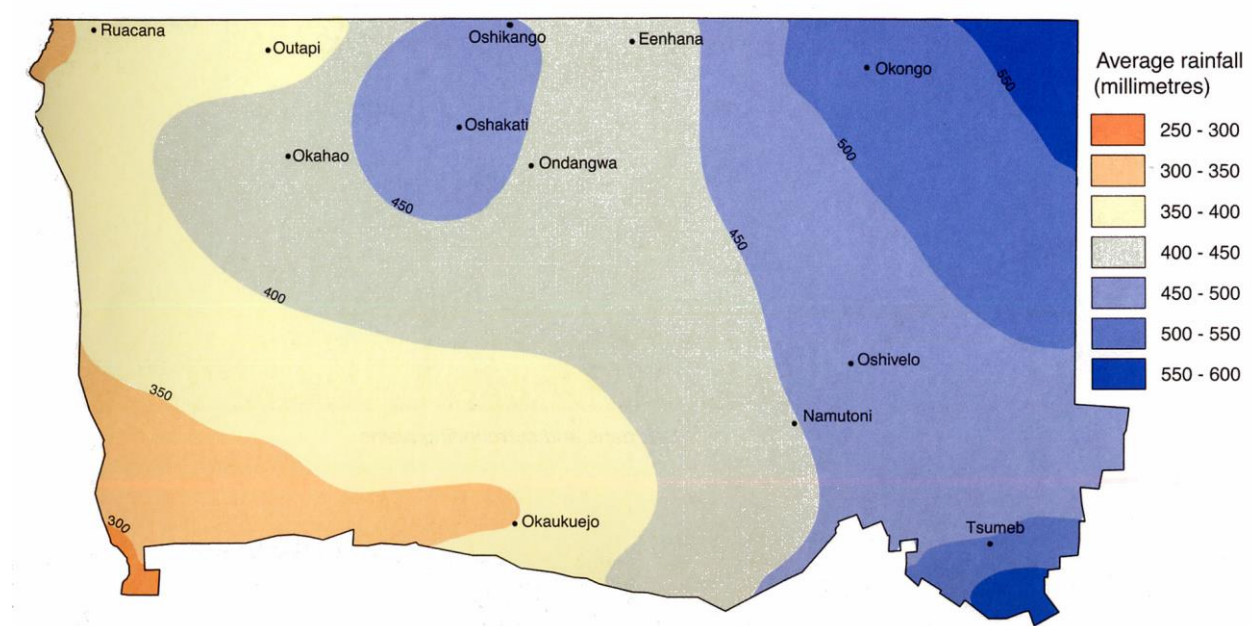 Ruacana
Outapi
Oshikango
Eenhana
Okongo
550
Oshakati
Okahao
Ondangwa
500
450
450
400
350
Oshivelo
Namutoni
300
Okaukuejo
Tsumeb
Average rainfall
(millimetres)
250 - 300
300 - 350
350 - 400
400 - 450
450 - 500
500 - 550
550 - 600